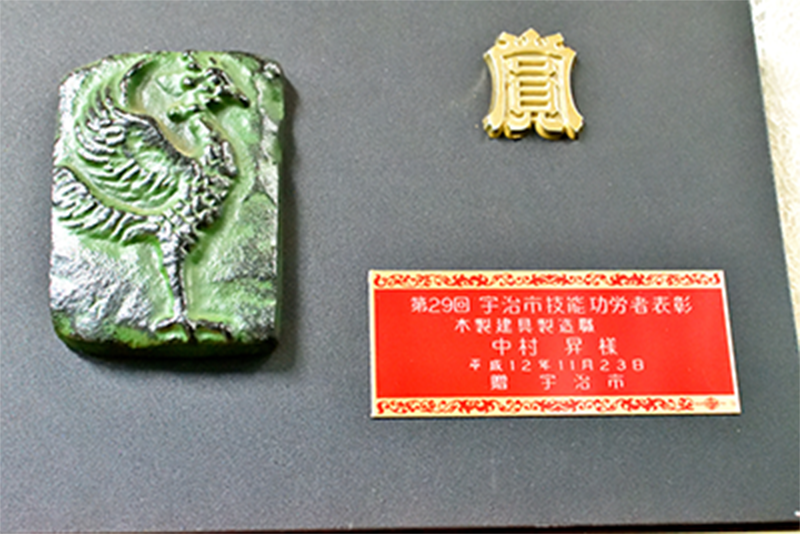 賞
第29回 宇治市技能功労者表彰
木製建具製造職
中村 昇 様
平成12年11月23日
贈 宇治市